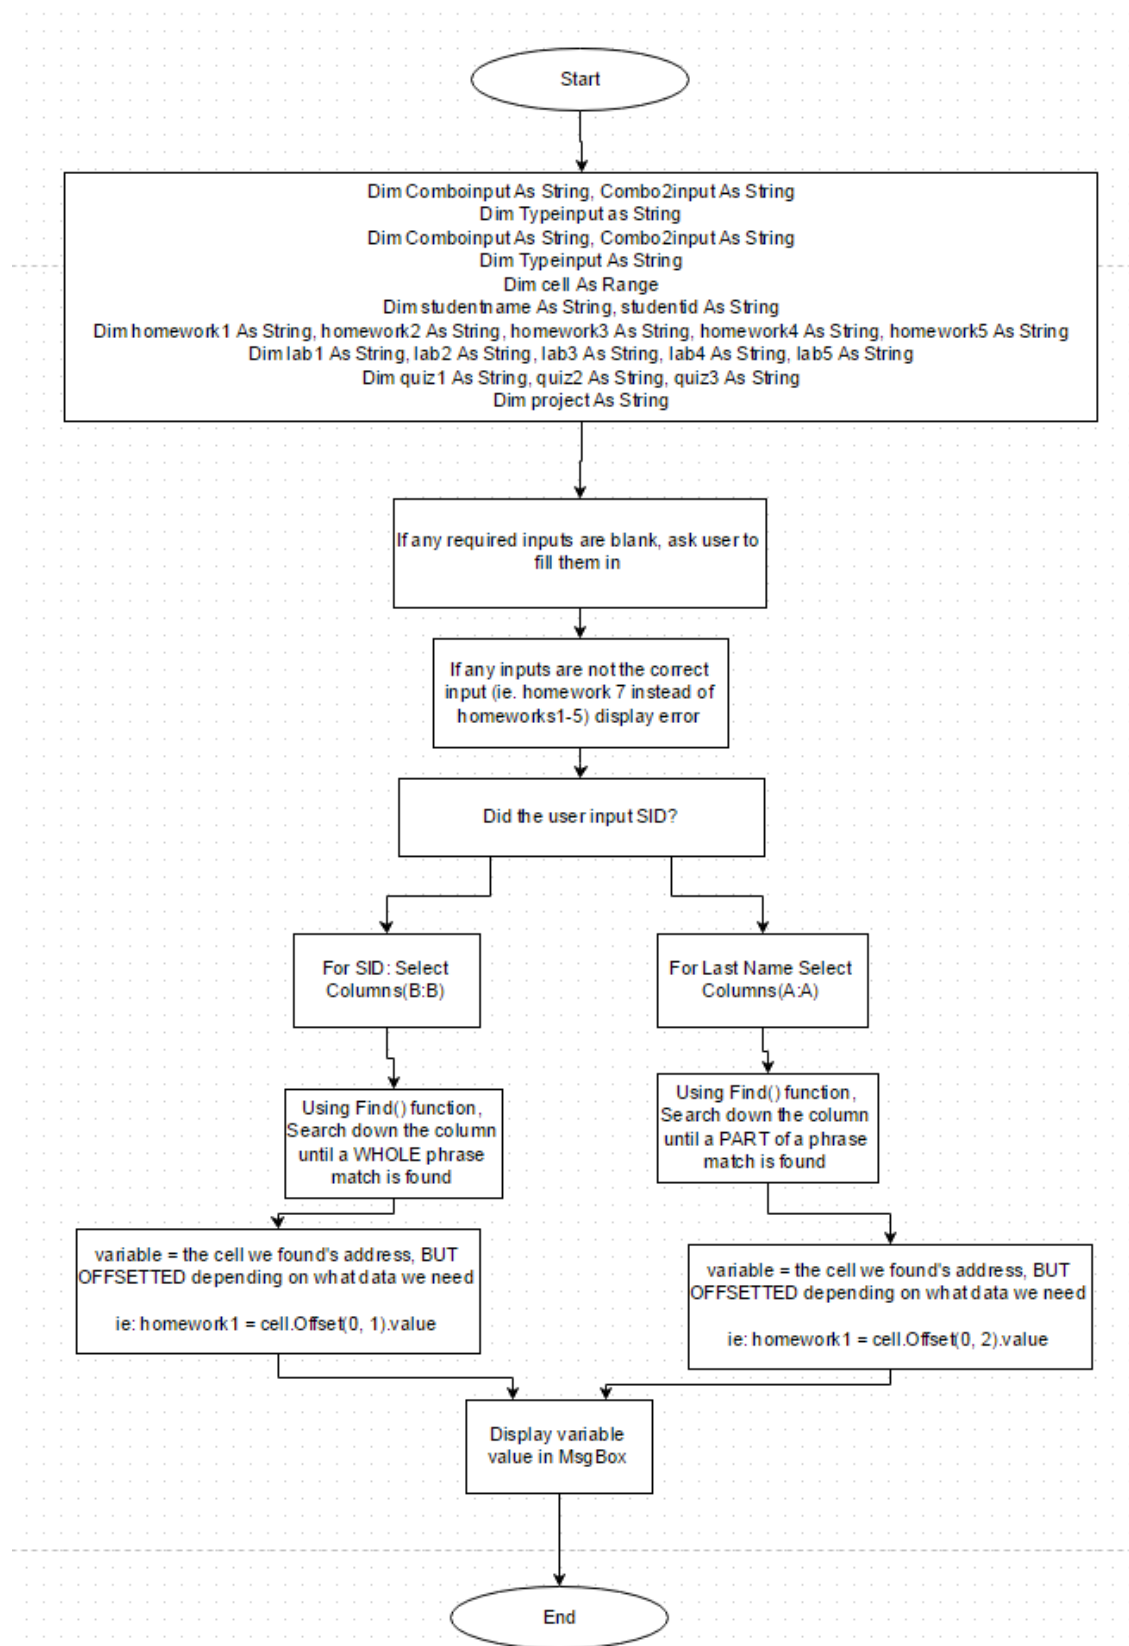 Start
Dim Comboinput As String, Combo2input As String
Dim Typeinput as String
Dim Comboinput As String, Combo2input As String
Dim Typeinput As String
Dim cell As Range
Dim studentname As String, studentid As String
Dim homework1 As String, homework2 As String, homework3 As String, homework4 As String, homework5 As String
Dim lab1 As String, lab2 As String, lab3 As String, lab4 As String, lab5 As String
Dim quiz1 As String, quiz2 As String, quiz3 As String
Dim project As String
If any required inputs are blank, ask user to
fill them in
If any inputs are not the correct
input (ie. homework 7 instead of
homeworks1-5) display error
Did the user input SID?
For SID: Select
Columns(B:B)
For Last Name Select
Columns(A:A)
Using Find() function,
Search down the column
until a WHOLE phrase
match is found
Using Find() function,
Search down the column
until a PART of a phrase
match is found
variable = the cell we found's address, BUT
OFFSETTED depending on what data we need
ie: homework1 = cell.Offset(0, 1).value
variable = the cell we found's address, BUT
OFFSETTED depending on what data we need
ie: homework1 = cell.Offset(0, 2).value
Display variable
value in MsgBox
End